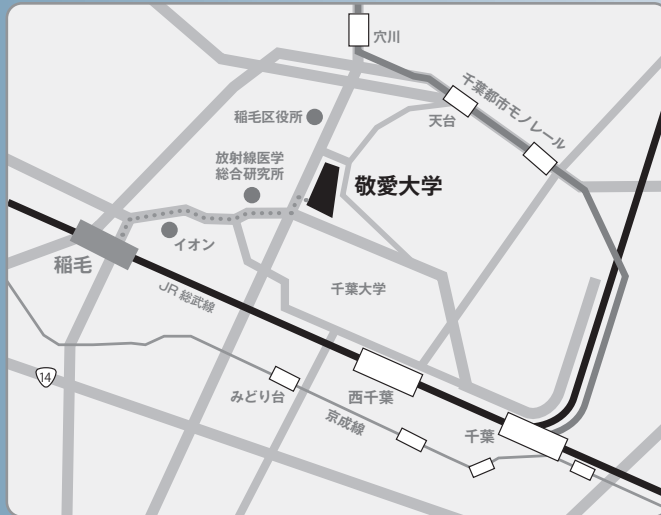 穴川
千葉都市モノレール
稲毛区役所
天台
放射線医学
総合研究所
敬愛大学
イオン
稲毛
JR総武線
千葉大学
14
みどり台
西千葉
京成線
千葉